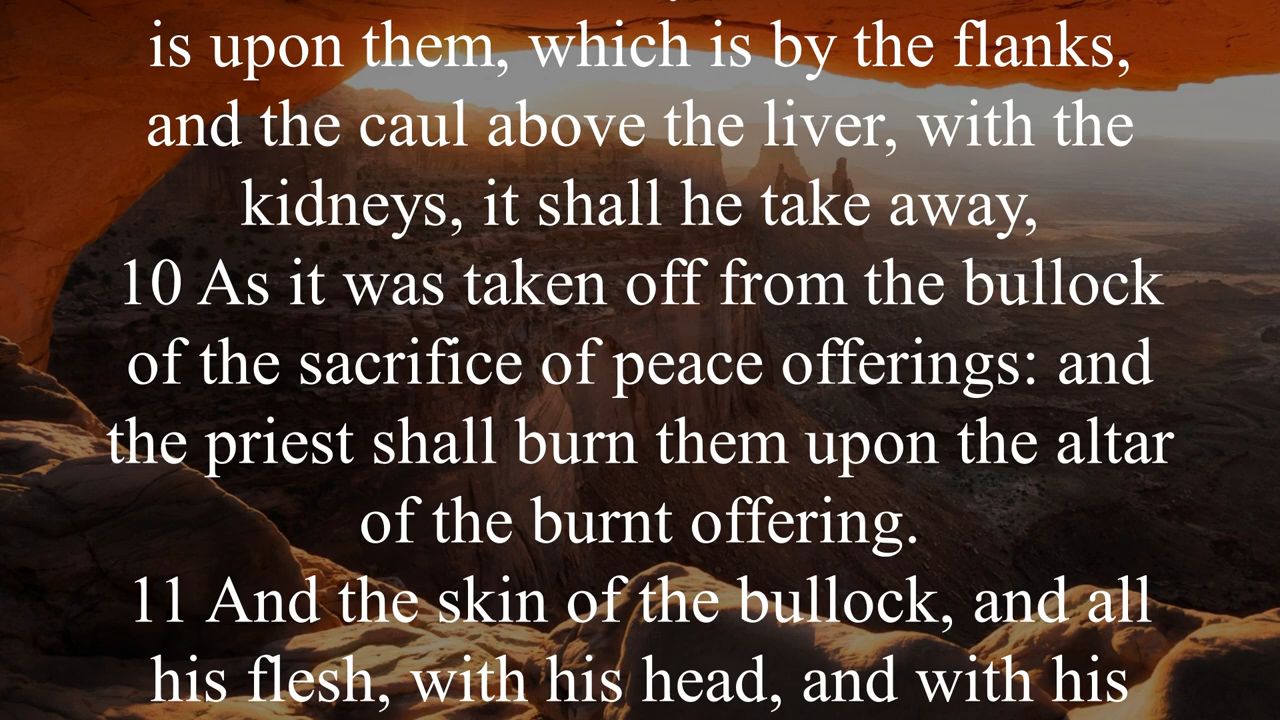 is upon them, which is by the flanks,
and the caul above the liver, with the
kidneys, it shall he take away,
10 As it was taken off from the bullock
of the sacrifice of peace offerings: and
the priest shall burn them upon the altar
of the burnt offering.
11 And the skin of the bullock, and all
his flesh, with his head, and with his